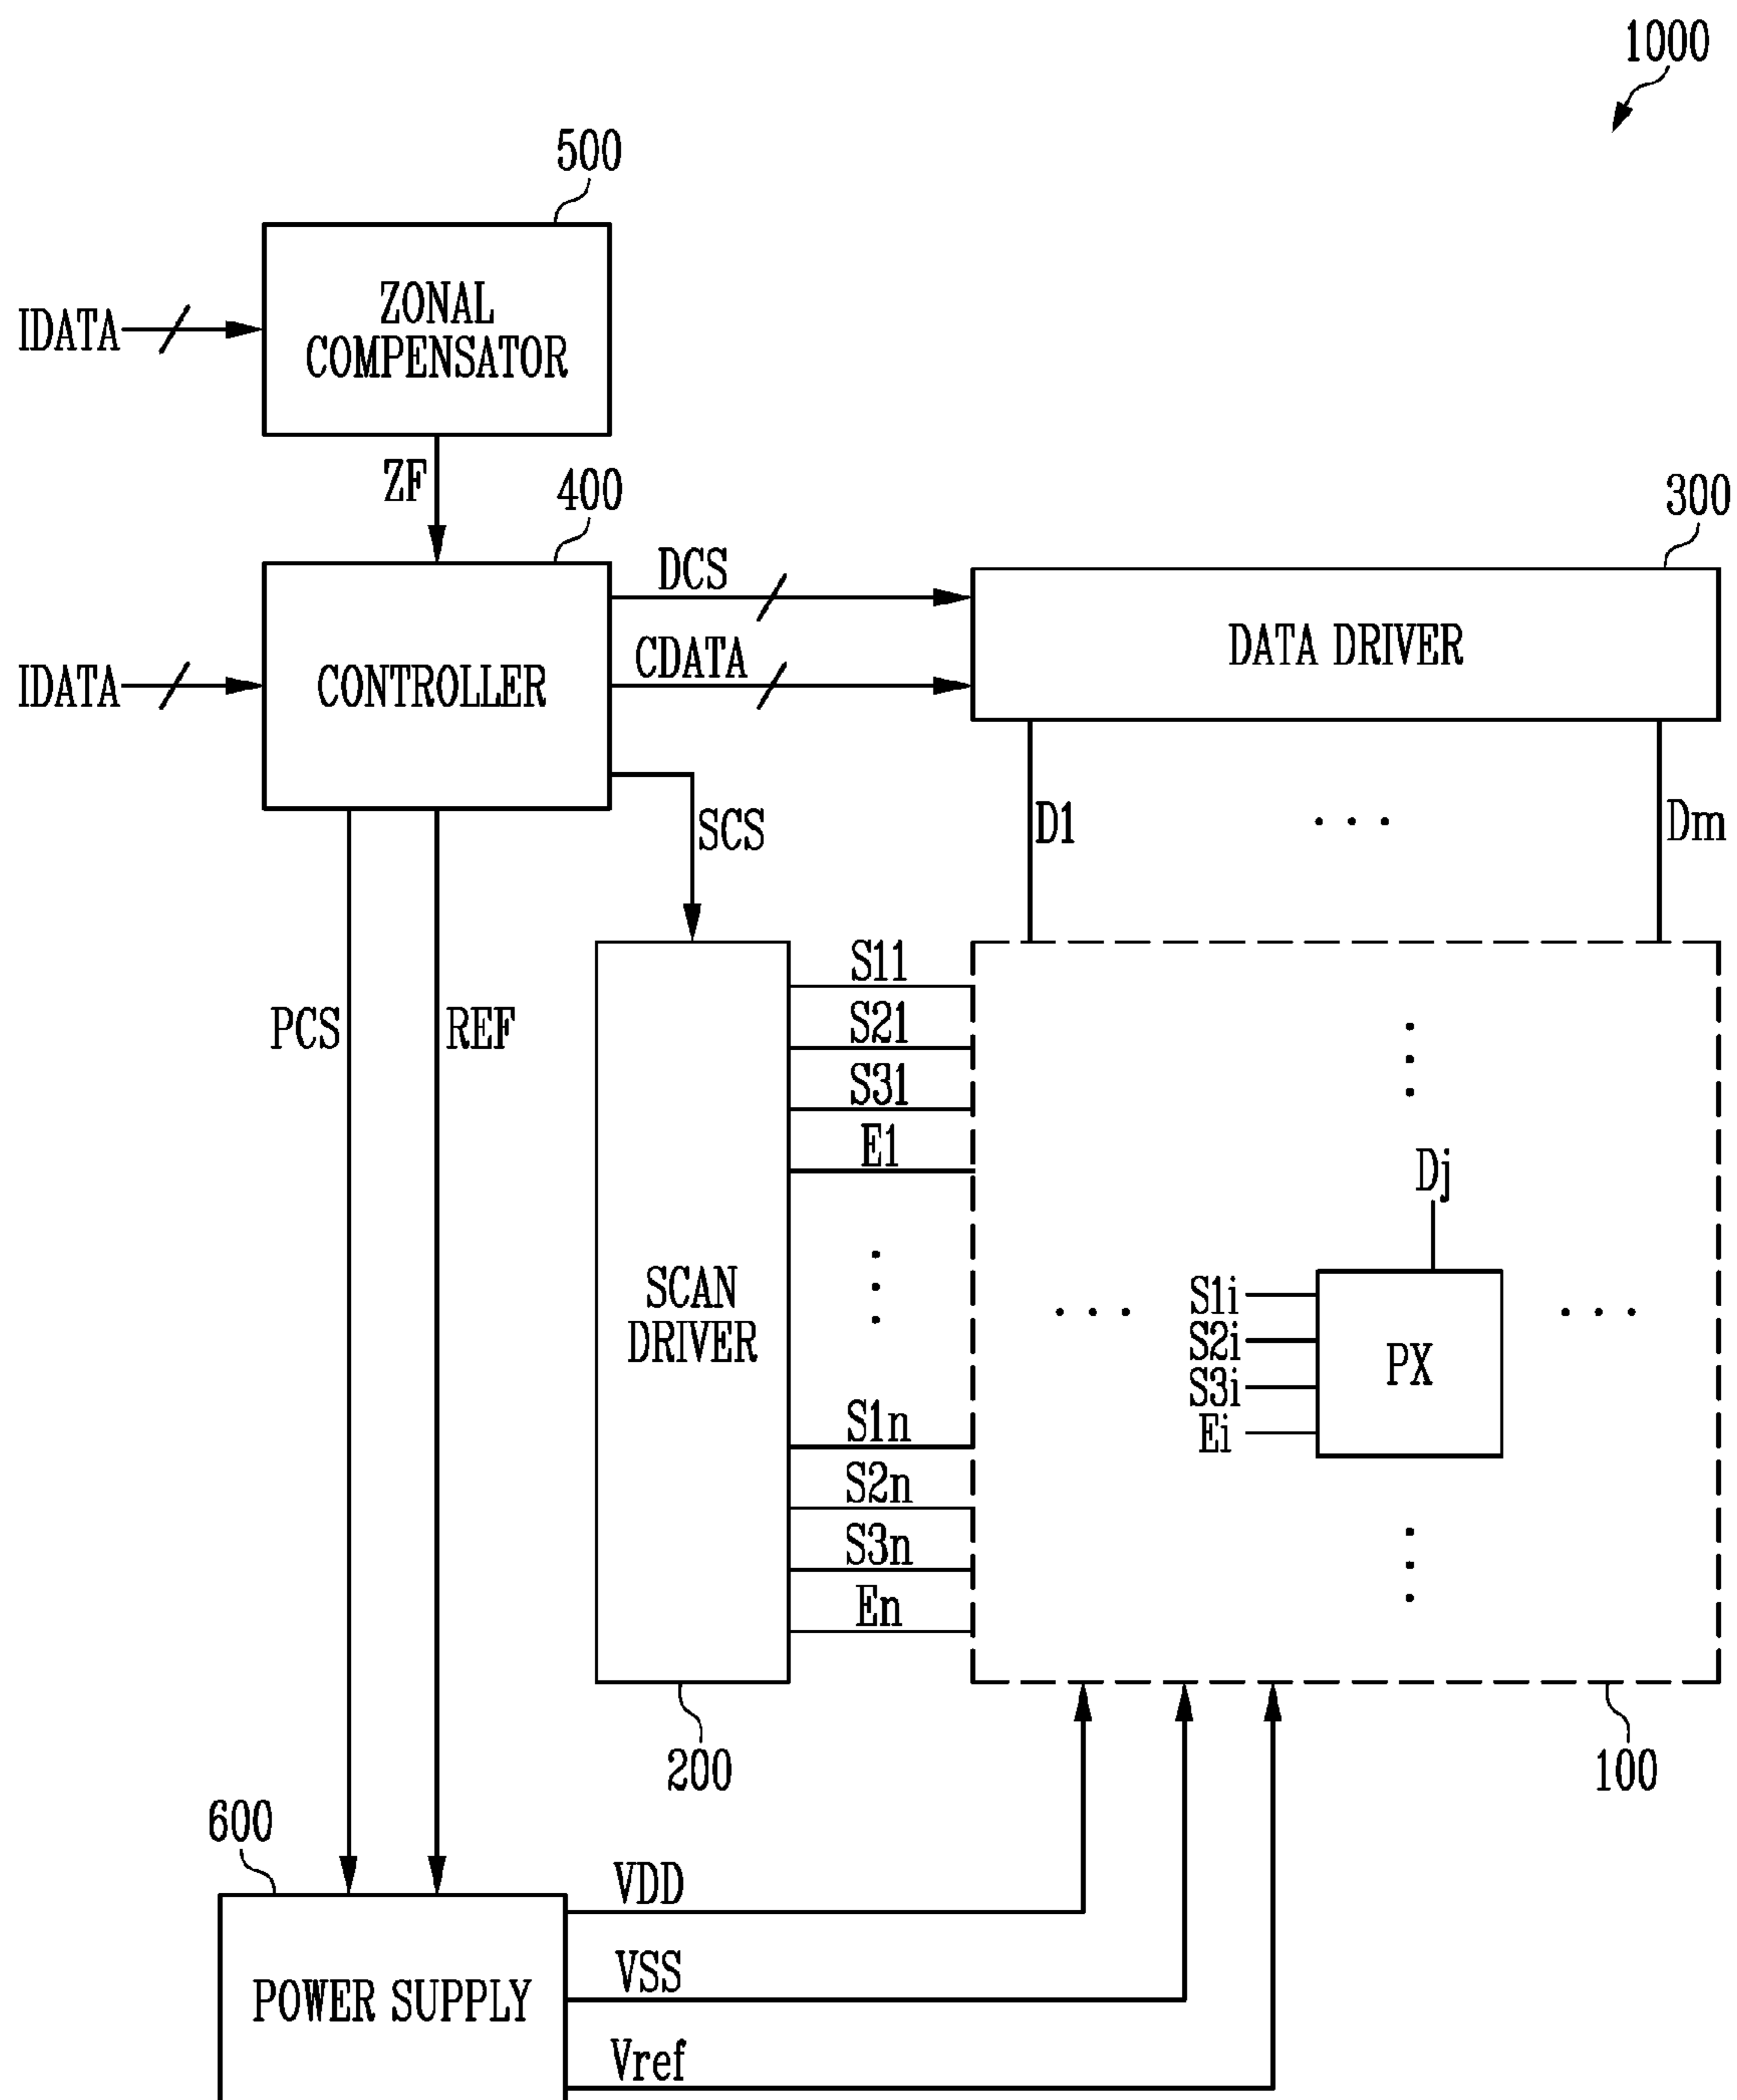 1000
500
IDATA
ZONAL
COMPENSATOR
ZF
400
300
DCS
CDATA
DATA DRIVER
IDATA
CONTROLLER
SCS
D1
. . .
Dm
PCS
REF
S11
S21
S31
E1
SCAN
DRIVER
S1n
S2n
S3n
En
Dj
. . .
S1i
S2i
S3i
Ei
PX
. . .
200
100
600
POWER SUPPLY
VDD
VSS
Vref